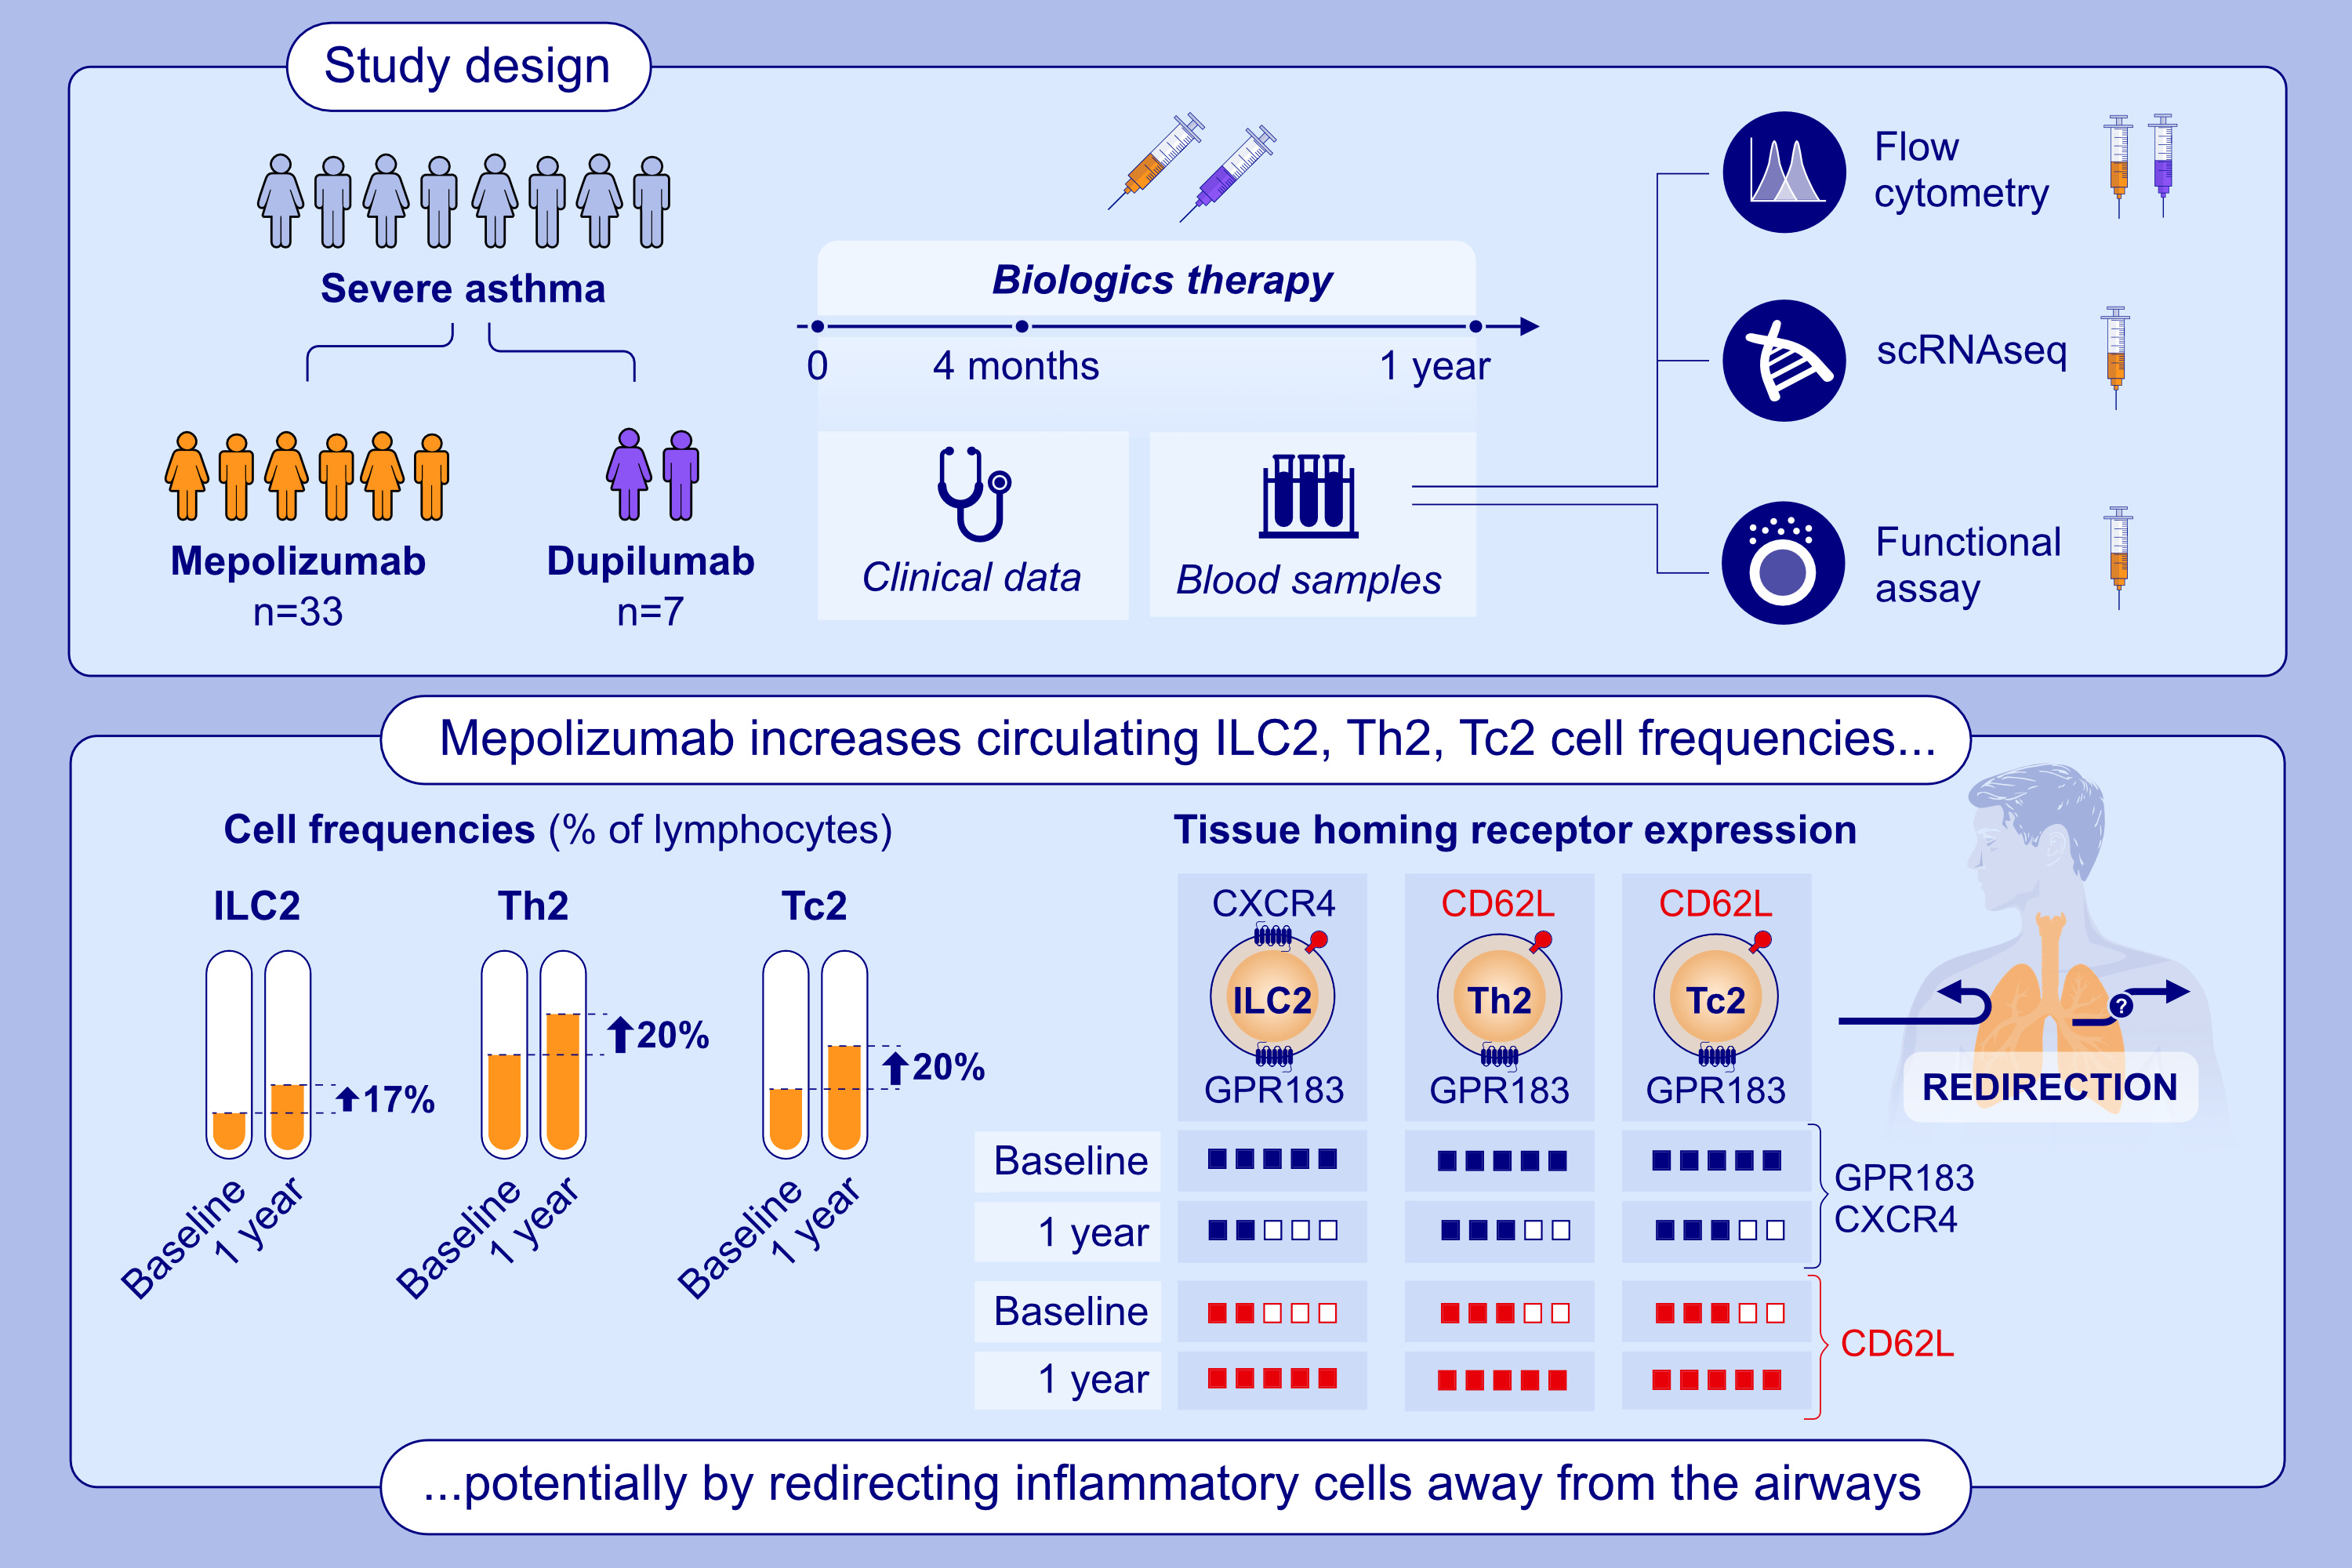 Study design
Severe asthma
Mepolizumab
n=33
Dupilumab
n=7
Biologics therapy
0
4 months
1 year
Clinical data
Blood samples
Flow
cytometry
scRNAseq
Functional
assay
Mepolizumab increases circulating ILC2, Th2, Tc2 cell frequencies...
Cell frequencies (% of lymphocytes)
ILC2
17%
Baseline
1 year
Th2
20%
Baseline
1 year
Tc2
20%
Baseline
1 year
Tissue homing receptor expression
CXCR4
ILC2
GPR183
CD62L
Th2
GPR183
CD62L
Tc2
GPR183
Baseline
1 year
GPR183
CXCR4
Baseline
1 year
CD62L
?
REDIRECTION
...potentially by redirecting inflammatory cells away from the airways